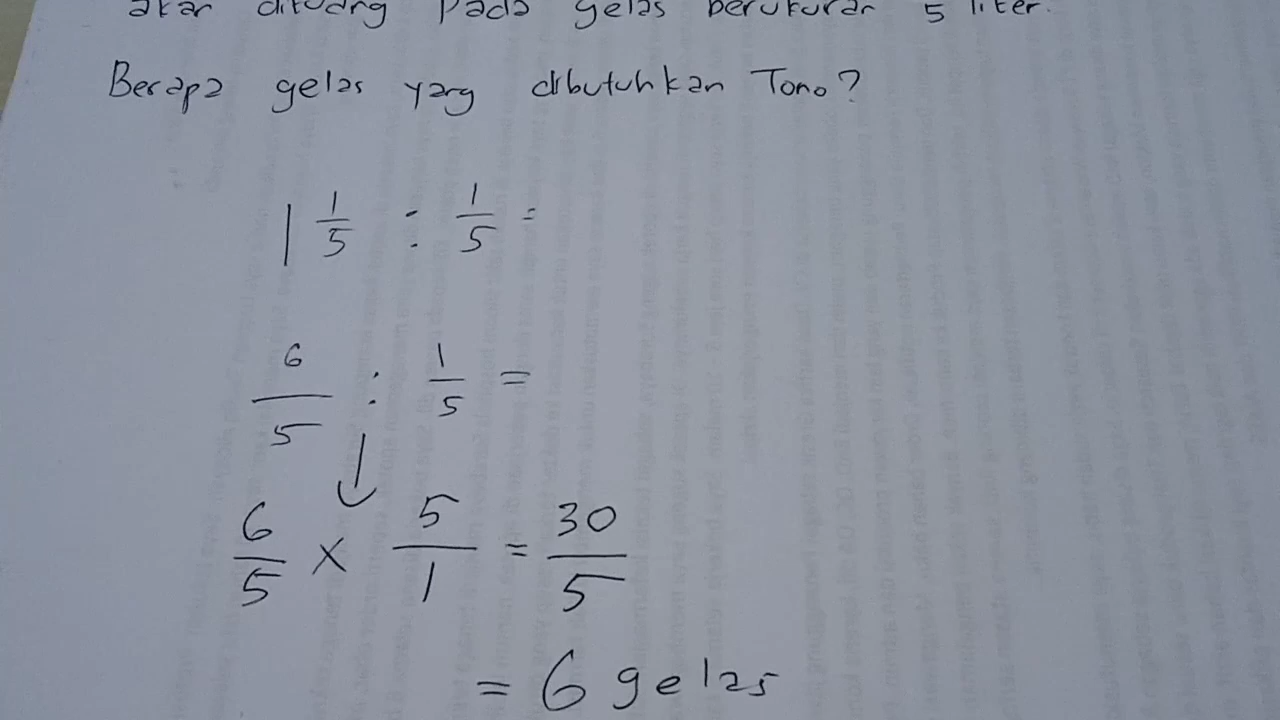 akan dituang pada gelas berukuran 5 liter.
Berapa gelas yang dibutuhkan Tono?
1 1/5 : 1/5 =
6/5 : 1/5 =
6/5 × 5/1 = 30/5
= 6 gelas